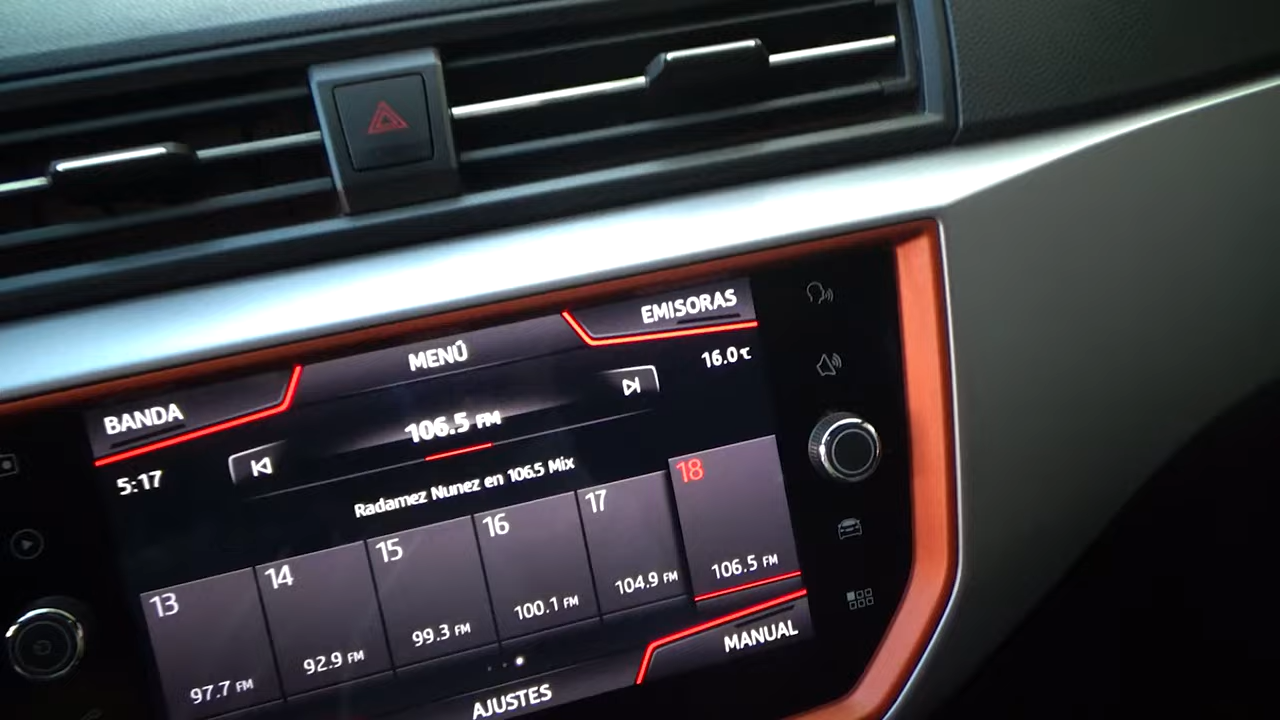 EMISORAS
MENÚ
BANDA
16.0℃
106.5 FM
5:17
Radamez Nunez en 106.5 Mix
13 14 15 16 17 18
97.7 FM 92.9 FM 99.3 FM 100.1 FM 104.9 FM 106.5 FM
MANUAL
AJUSTES